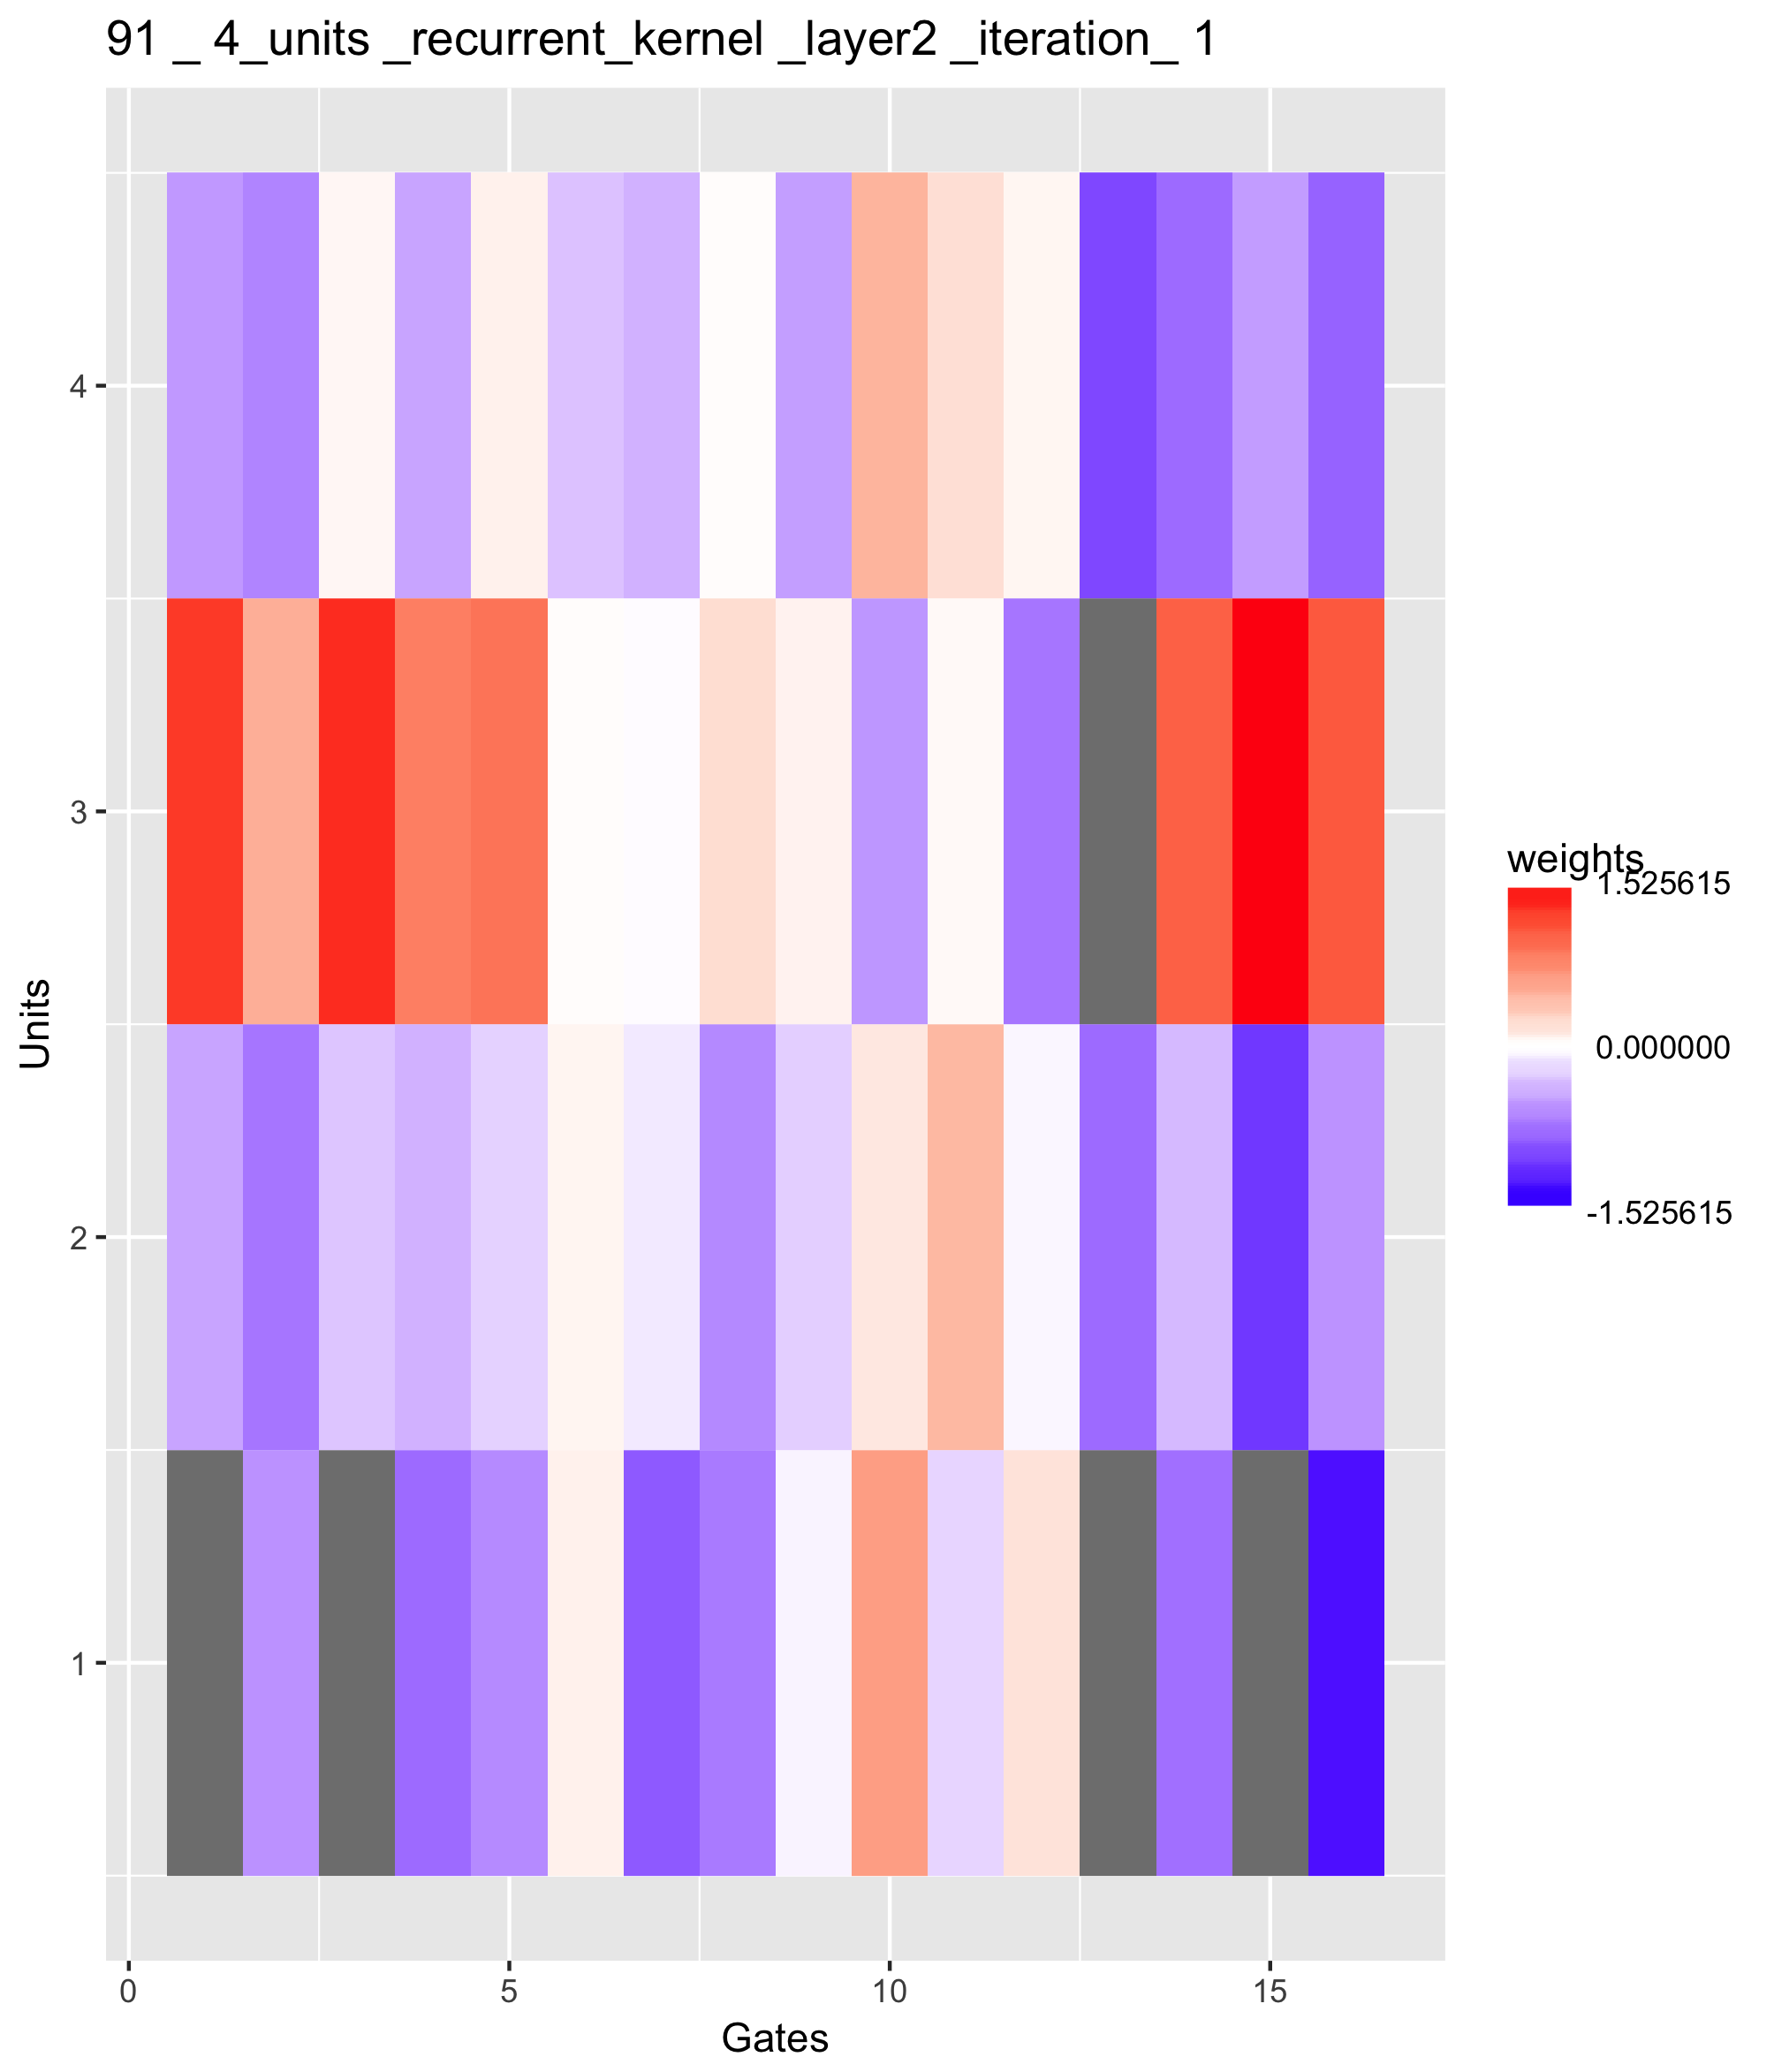 91 _ 4_units _recurrent_kernel _layer2 _iteration_ 1
4
3
2
1
Units
0 5 10 15
Gates
weights
1.525615
0.000000
-1.525615